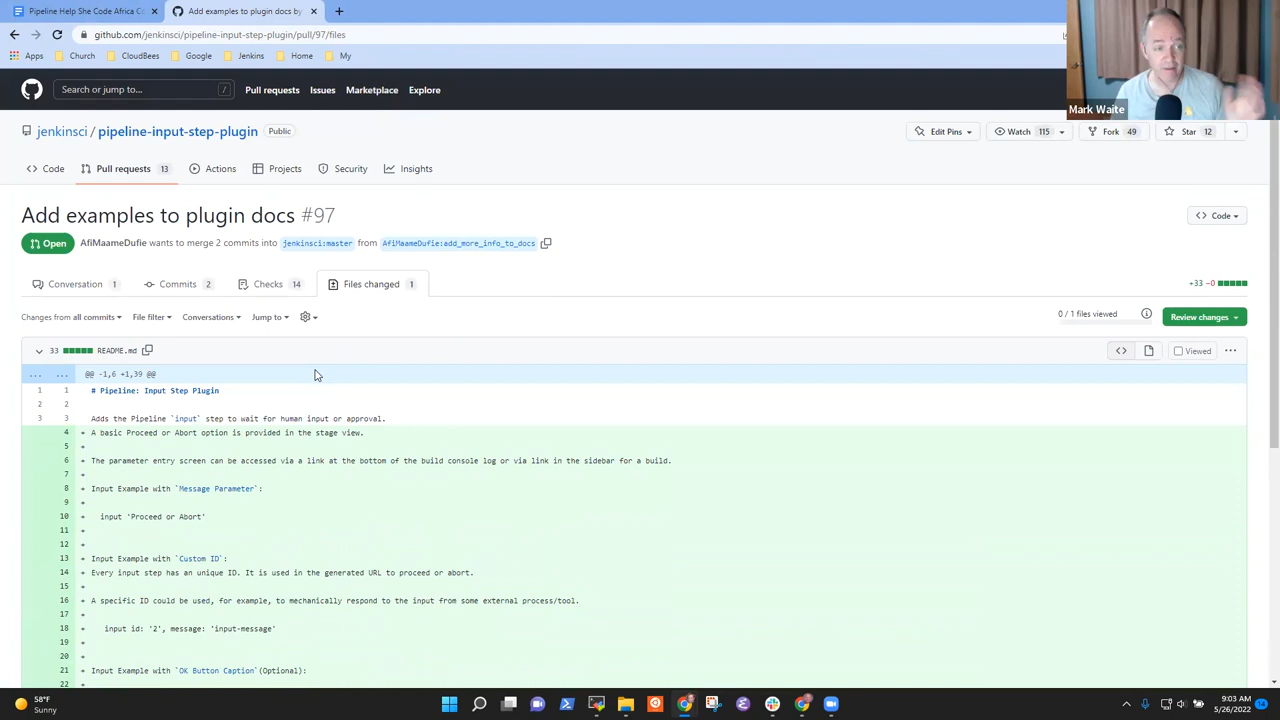 Pipeline Help She Code Africa Co
Add examples to plugin docs by
github.com/jenkinsci/pipeline-input-step-plugin/pull/97/files
Apps
Church
CloudBees
Google
Jenkins
Home
My
Mark Waite
Search or jump to...
/
Pull requests
Issues
Marketplace
Explore
jenkinsci / pipeline-input-step-plugin
Public
Edit Pins
Watch 115
Fork 49
Star 12
Code
Pull requests 13
Actions
Projects
Security
Insights
Add examples to plugin docs #97
Code
Open
AfiMaameDufie wants to merge 2 commits into jenkinsci:master from AfiMaameDufie:add_more_info_to_docs
Conversation 1
Commits 2
Checks 14
Files changed 1
+33 −0
Changes from all commits
File filter
Conversations
Jump to
0 / 1 files viewed
Review changes
33 README.md
Viewed
... ... @@ -1,6 +1,39 @@
1 1 # Pipeline: Input Step Plugin
2 2
3 3 Adds the Pipeline `input` step to wait for human input or approval.
4 + A basic Proceed or Abort option is provided in the stage view.
5 +
6 + The parameter entry screen can be accessed via a link at the bottom of the build console log or via link in the sidebar for a build.
7 +
8 + Input Example with `Message Parameter`:
9 +
10 + input 'Proceed or Abort'
11 +
12 +
13 + Input Example with `Custom ID`:
14 + Every input step has an unique ID. It is used in the generated URL to proceed or abort.
15 +
16 + A specific ID could be used, for example, to mechanically respond to the input from some external process/tool.
17 +
18 + input id: '2', message: 'input-message'
19 +
20 +
21 + Input Example with `OK Button Caption`(Optional):
22 +
58°F
Sunny
9:03 AM
5/26/2022
14